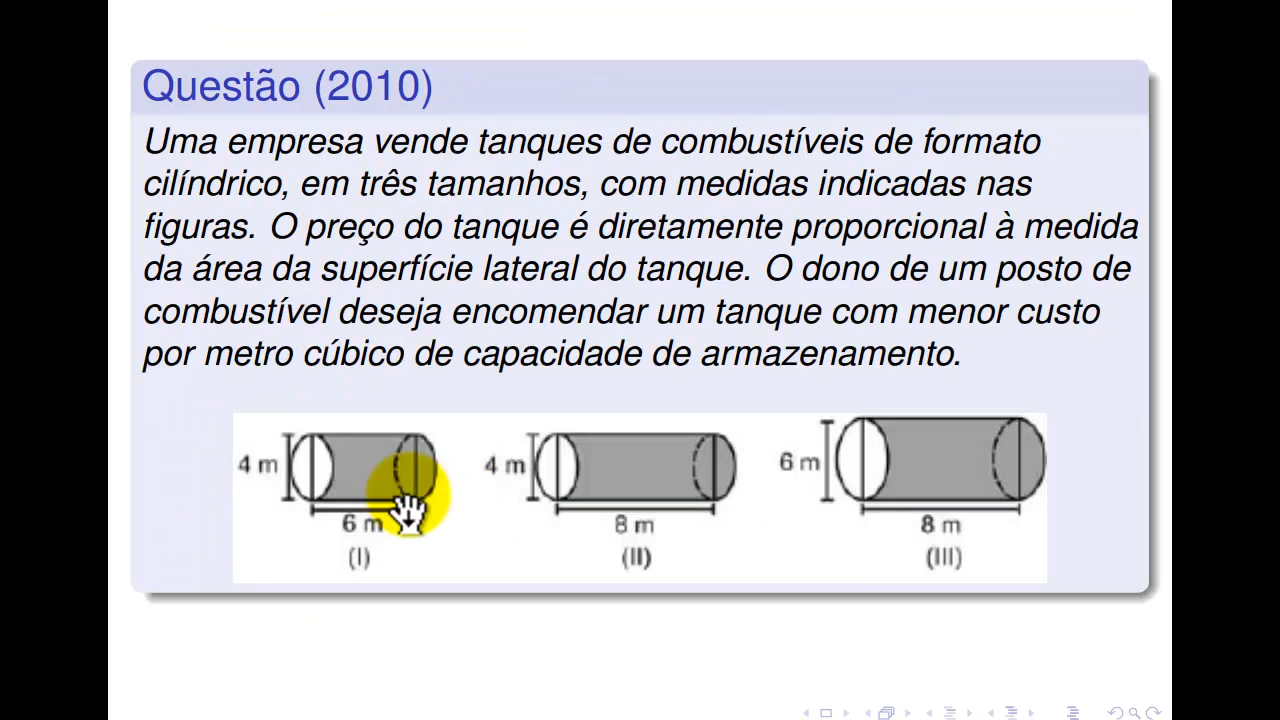 Questão (2010)
Uma empresa vende tanques de combustíveis de formato
cilíndrico, em três tamanhos, com medidas indicadas nas
figuras. O preço do tanque é diretamente proporcional à medida
da área da superfície lateral do tanque. O dono de um posto de
combustível deseja encomendar um tanque com menor custo
por metro cúbico de capacidade de armazenamento.
4 m
6 m
(I)
4 m
8 m
(II)
6 m
8 m
(III)